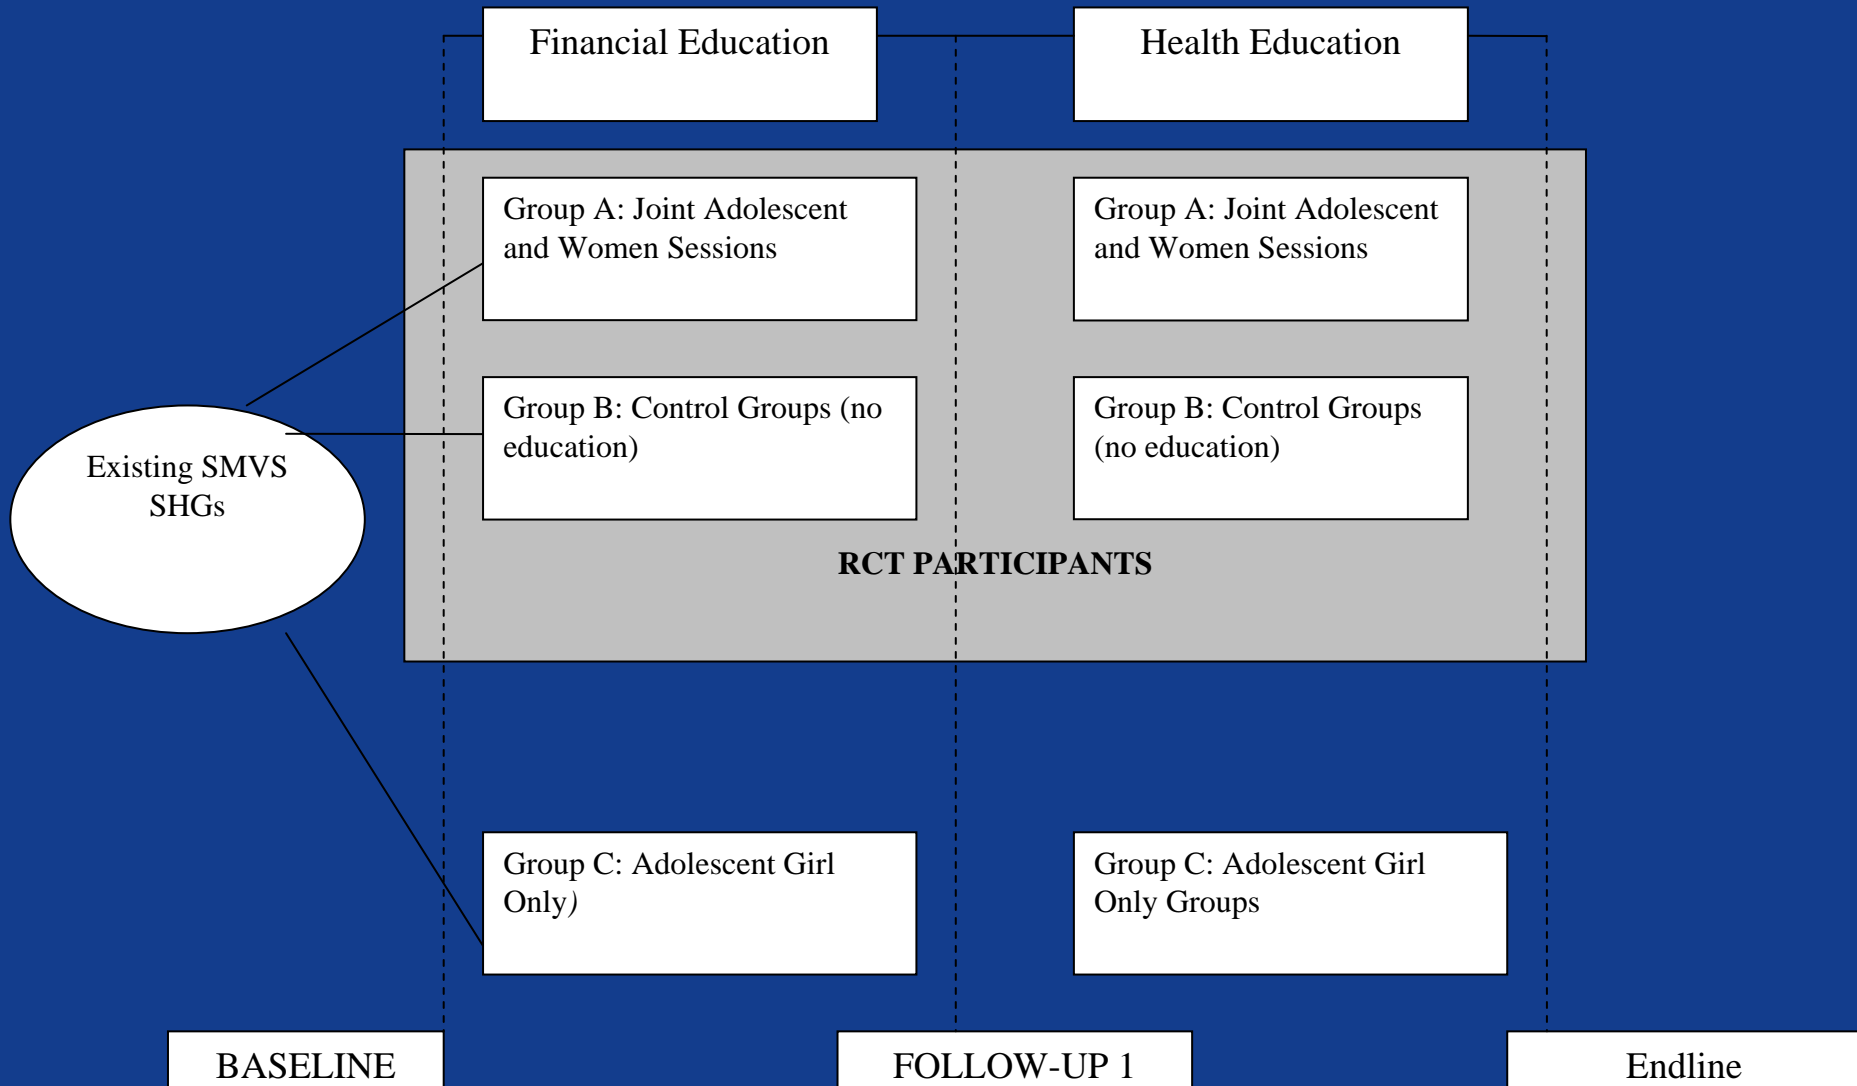 Financial Education
Health Education
Group A: Joint Adolescent
and Women Sessions
Group A: Joint Adolescent
and Women Sessions
Existing SMVS
SHGs
Group B: Control Groups (no
education)
Group B: Control Groups
(no education)
RCT PARTICIPANTS
Group C: Adolescent Girl
Only)
Group C: Adolescent Girl
Only Groups
BASELINE
FOLLOW-UP 1
Endline